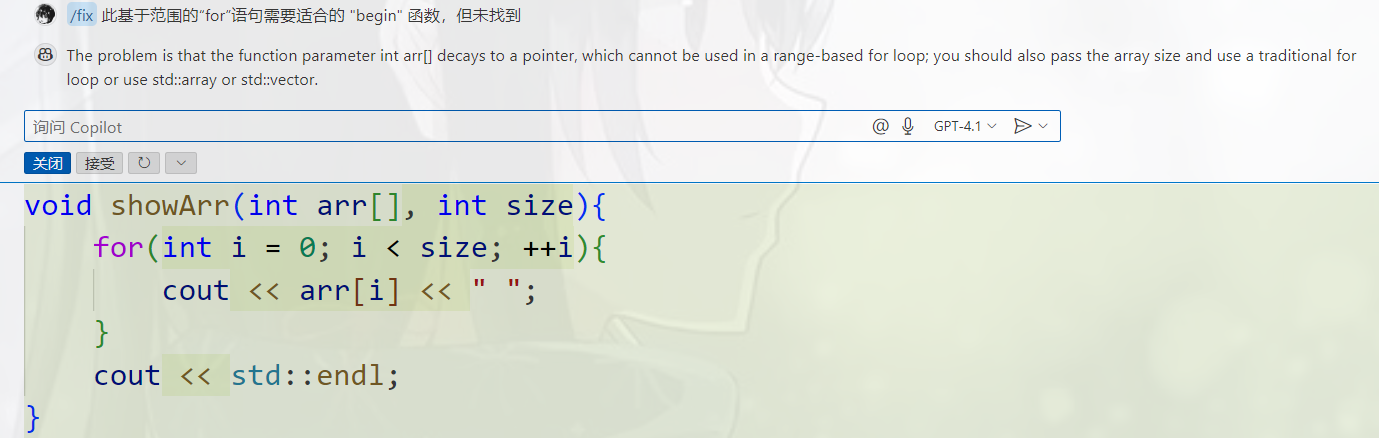 /fix 此基于范围的“for”语句需要适合的 "begin" 函数，但未找到
The problem is that the function parameter int arr[] decays to a pointer, which cannot be used in a range-based for loop; you should also pass the array size and use a traditional for
loop or use std::array or std::vector.
询问 Copilot @ GPT-4.1
关闭 接受
void showArr(int arr[], int size){
    for(int i = 0; i < size; ++i){
        cout << arr[i] << " ";
    }
    cout << std::endl;
}